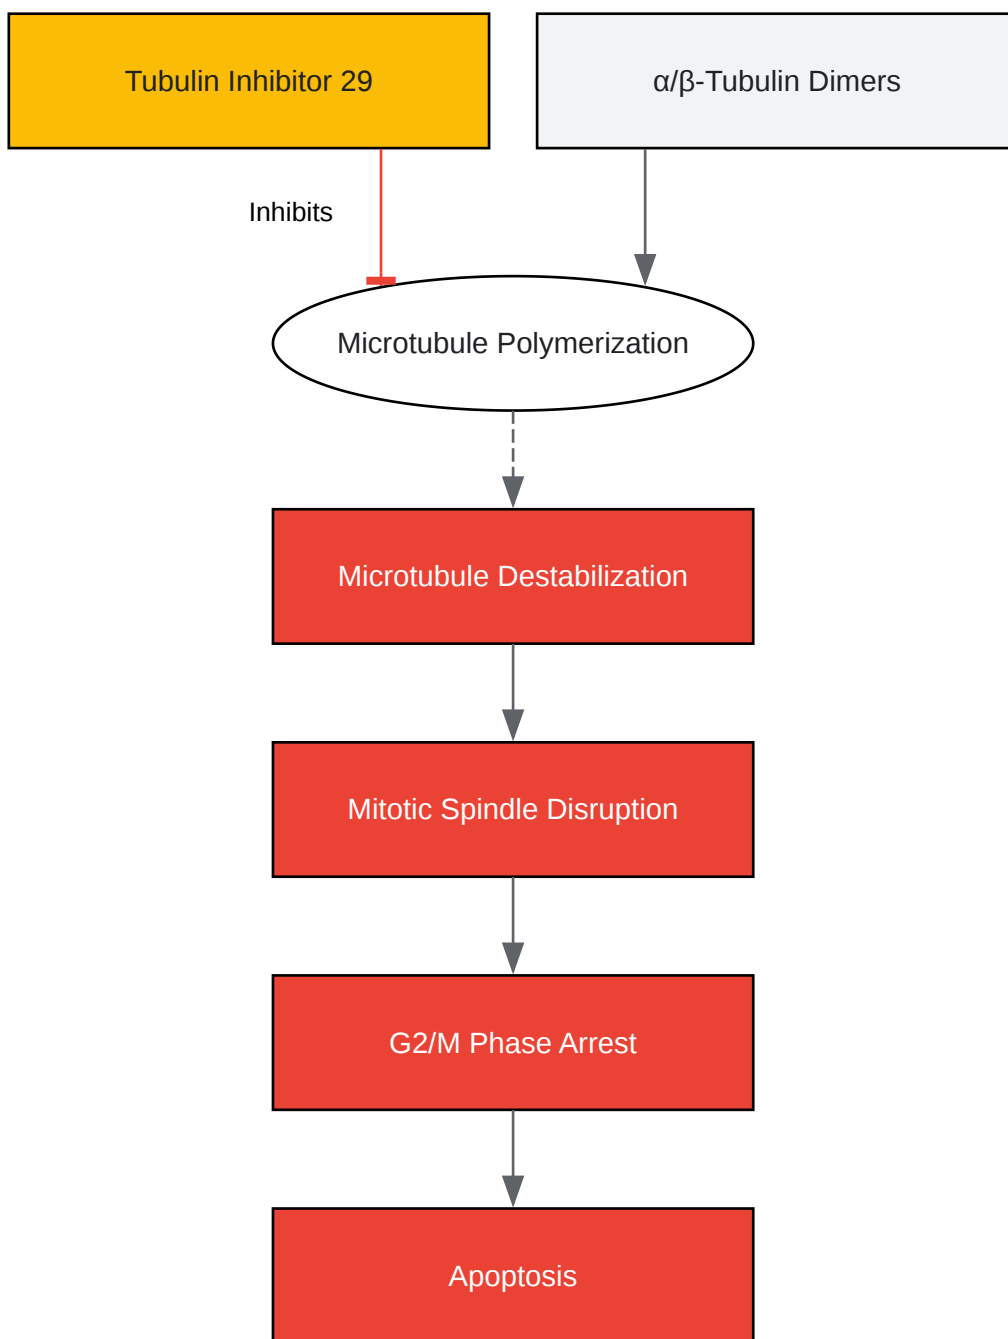 Tubulin Inhibitor 29
α/β-Tubulin Dimers
Inhibits
Microtubule Polymerization
Microtubule Destabilization
Mitotic Spindle Disruption
G2/M Phase Arrest
Apoptosis